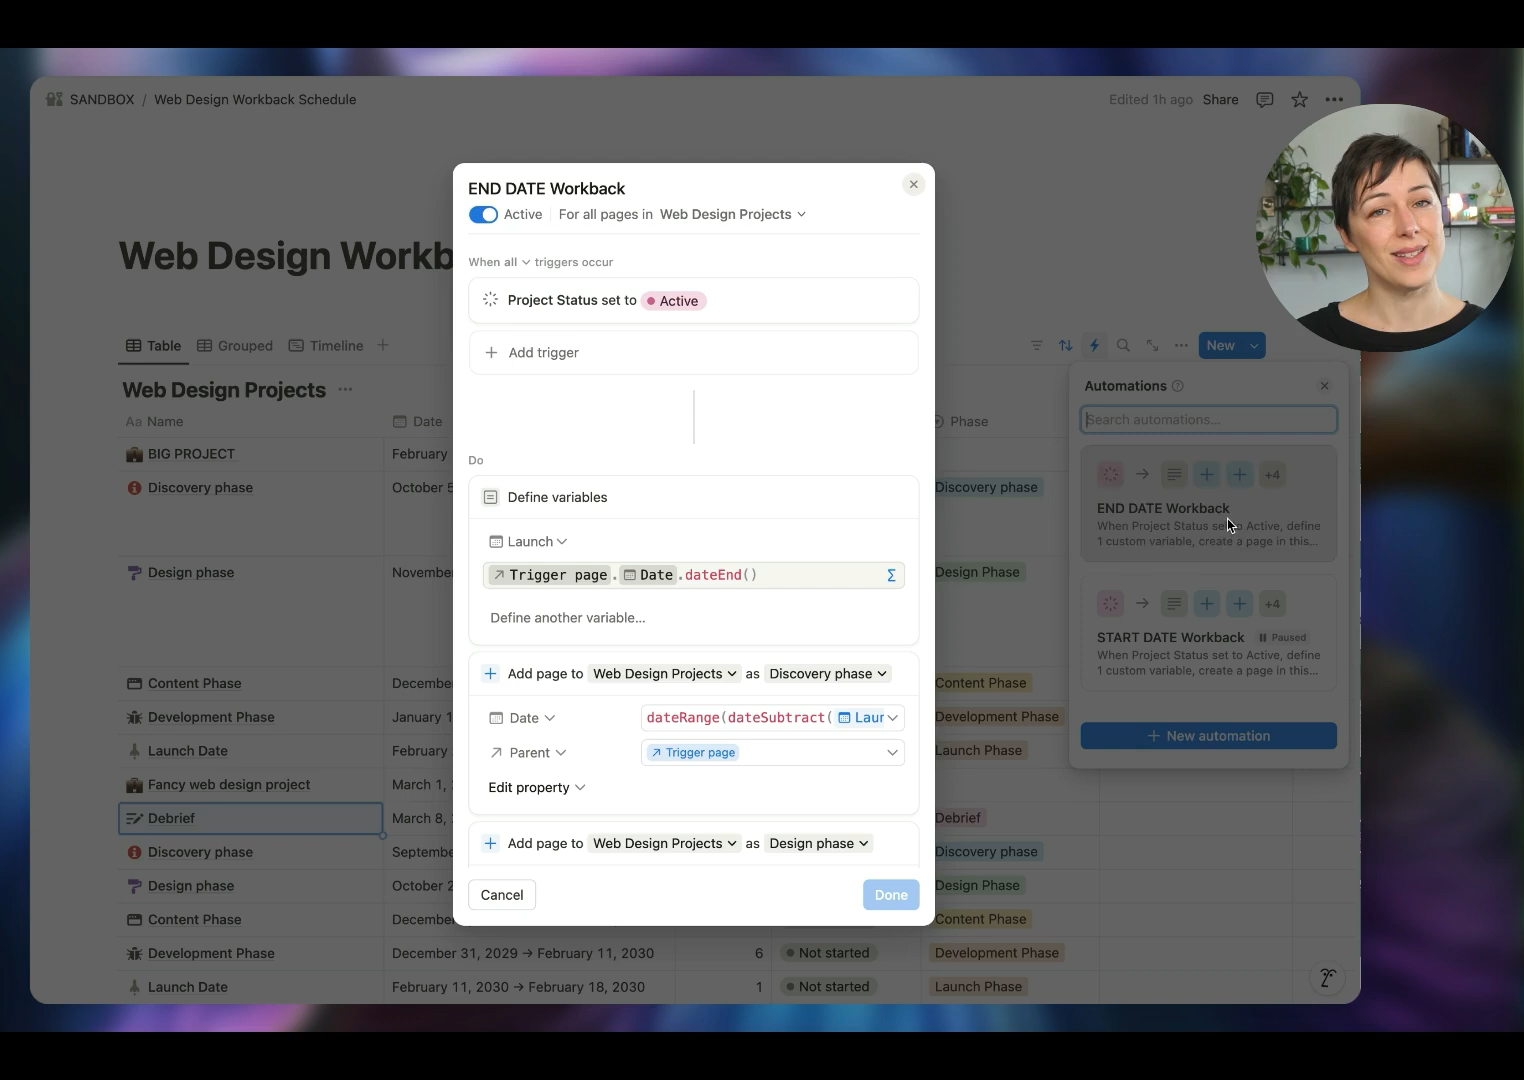 SANDBOX / Web Design Workback Schedule
Edited 1h ago Share
Web Design Workb
Table Grouped Timeline
New
Web Design Projects
Aa Name Date Phase
BIG PROJECT February
Discovery phase October 5 Discovery phase
Design phase November Design Phase
Content Phase Decembe Content Phase
Development Phase January 1 Development Phase
Launch Date February Launch Phase
Fancy web design project March 1,
Debrief March 8, Debrief
Discovery phase Septembe Discovery phase
Design phase October 2 Design Phase
Content Phase Decembe Content Phase
Development Phase December 31, 2029 → February 11, 2030 6 Not started Development Phase
Launch Date February 11, 2030 → February 18, 2030 1 Not started Launch Phase
END DATE Workback
Active For all pages in Web Design Projects
When all triggers occur
Project Status set to Active
Add trigger
Do
Define variables
Launch
Trigger page . Date .dateEnd() Σ
Define another variable...
Add page to Web Design Projects as Discovery phase
Date dateRange(dateSubtract( Laur
Parent Trigger page
Edit property
Add page to Web Design Projects as Design phase
Cancel Done
Automations
Search automations...
+4
END DATE Workback
When Project Status set to Active, define
1 custom variable, create a page in this...
+4
START DATE Workback Paused
When Project Status set to Active, define
1 custom variable, create a page in this...
New automation